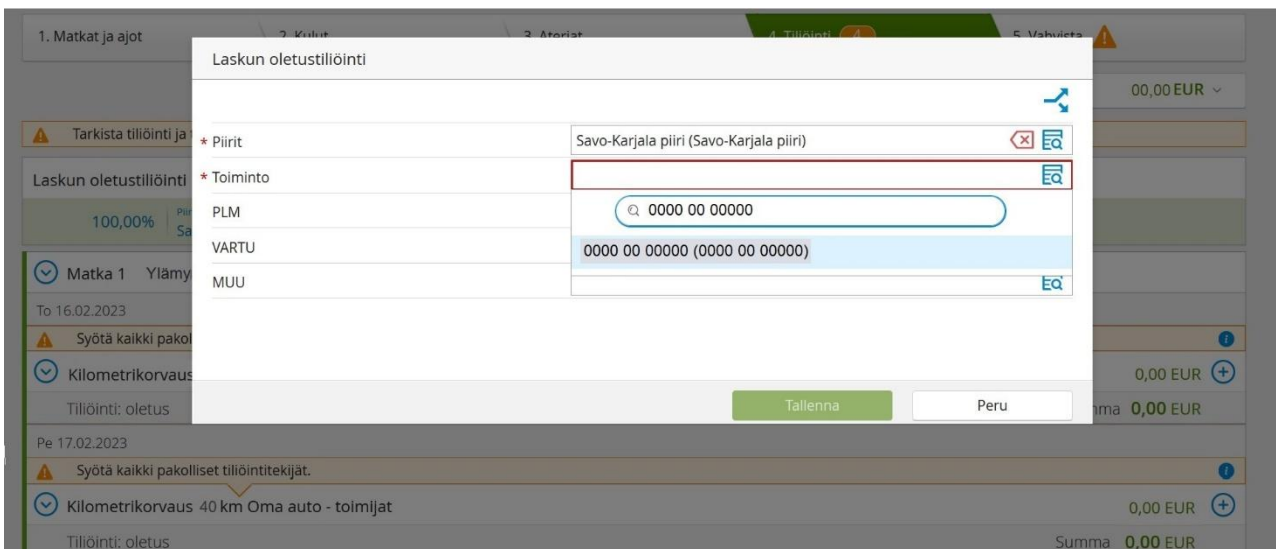 1. Matkat ja ajot
2. Kulut
3. Ateriat
4. Tiliöinti 4
5. Vahvista
Laskun oletustiliöinti
00,00 EUR
Tarkista tiliöinti ja
* Piirit
Savo-Karjala piiri (Savo-Karjala piiri)
Laskun oletustiliöinti
* Toiminto
100,00%
PLM
0000 00 00000
VARTU
0000 00 00000 (0000 00 00000)
Matka 1
MUU
To 16.02.2023
Syötä kaikki
Kilometrikorvaus
0,00 EUR
Tiliöinti: oletus
Tallenna
Peru
0,00 EUR
Pe 17.02.2023
Syötä kaikki pakolliset tiliöintitekijät.
Kilometrikorvaus 40 km Oma auto - toimijat
0,00 EUR
Tiliöinti: oletus
Summa 0,00 EUR